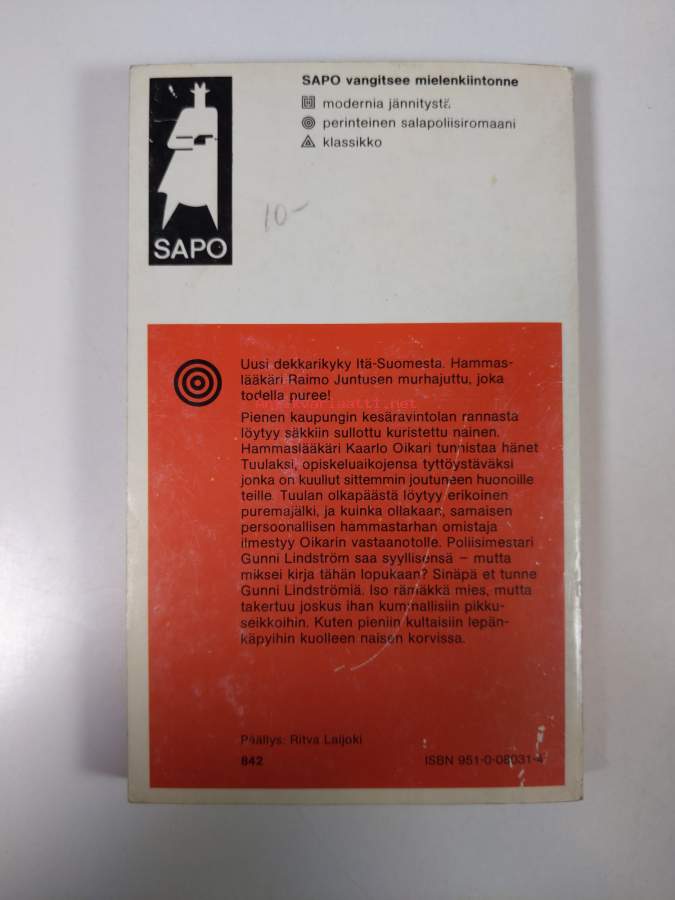 SAPO vangitsee mielenkiintonne
modernia jännitystä
perinteinen salapoliisiromaani
klassikko
SAPO
10-
Uusi dekkarikyky Itä-Suomesta. Hammas-
lääkäri Raimo Juntusen murhajuttu, joka
todella puree!
Pienen kaupungin kesäravintolan rannasta
löytyy säkkiin sullottu kuristettu nainen.
Hammaslääkäri Kaarlo Oikari tunnistaa hänet
Tuulaksi, opiskeluaikojensa tyttöystäväksi
jonka on kuullut sittemmin joutuneen huonoille
teille. Tuulan olkapäästä löytyy erikoinen
puremajälki, ja kuinka ollakaan, samaisen
persoonallisen hammastarhan omistaja
ilmestyy Oikarin vastaanotolle. Poliisimestari
Gunni Lindström saa syyllisensä – mutta
miksei kirja tähän lopukaan? Sinäpä et tunne
Gunni Lindströmiä. Iso rämäkkä mies, mutta
takertuu joskus ihan kummallisiin pikku-
seikkoihin. Kuten pieniin kultaisiin lepän-
käpyihin kuolleen naisen korvissa.
Päällys: Ritva Laijoki
842
ISBN 951-0-08031-4